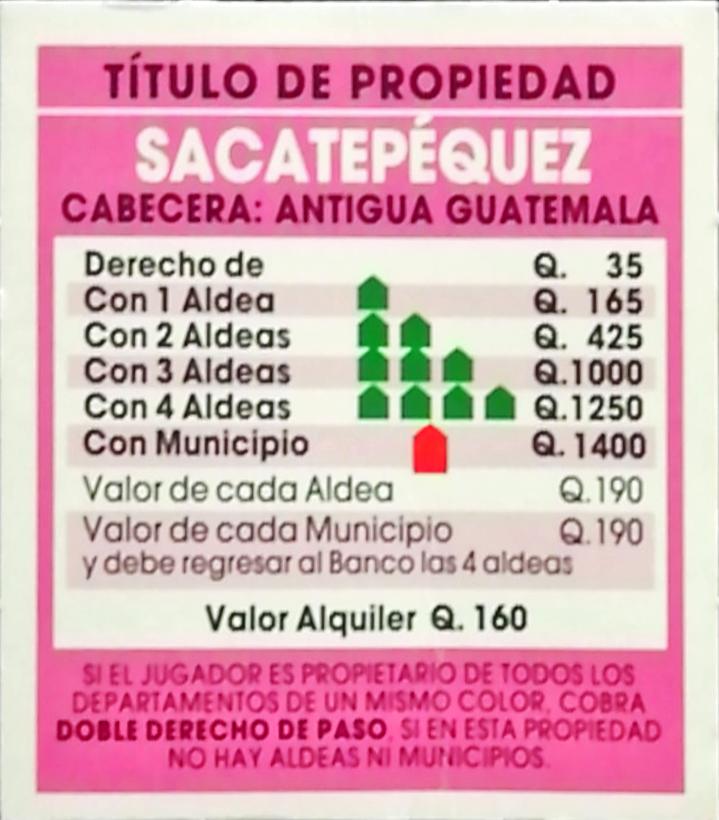 TÍTULO DE PROPIEDAD
SACATEPÉQUEZ
CABECERA: ANTIGUA GUATEMALA
Derecho de Q. 35
Con 1 Aldea Q. 165
Con 2 Aldeas Q. 425
Con 3 Aldeas Q.1000
Con 4 Aldeas Q.1250
Con Municipio Q. 1400
Valor de cada Aldea Q.190
Valor de cada Municipio Q.190
y debe regresar al Banco las 4 aldeas
Valor Alquiler Q. 160
SI EL JUGADOR ES PROPIETARIO DE TODOS LOS
DEPARTAMENTOS DE UN MISMO COLOR, COBRA
DOBLE DERECHO DE PASO, SI EN ESTA PROPIEDAD
NO HAY ALDEAS NI MUNICIPIOS.